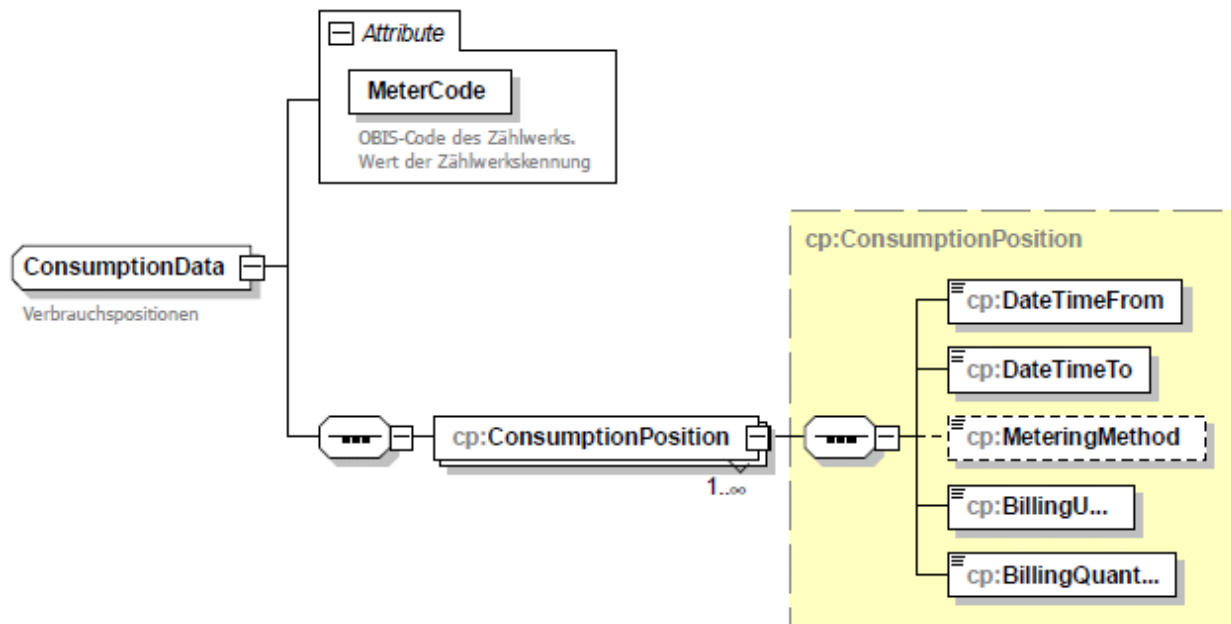 Attribute
MeterCode
OBIS-Code des Zählwerks.
Wert der Zählwerkskennung
ConsumptionData
Verbrauchspositionen
cp:ConsumptionPosition
1..∞
cp:ConsumptionPosition
cp:DateTimeFrom
cp:DateTimeTo
cp:MeteringMethod
cp:BillingU...
cp:BillingQuant...